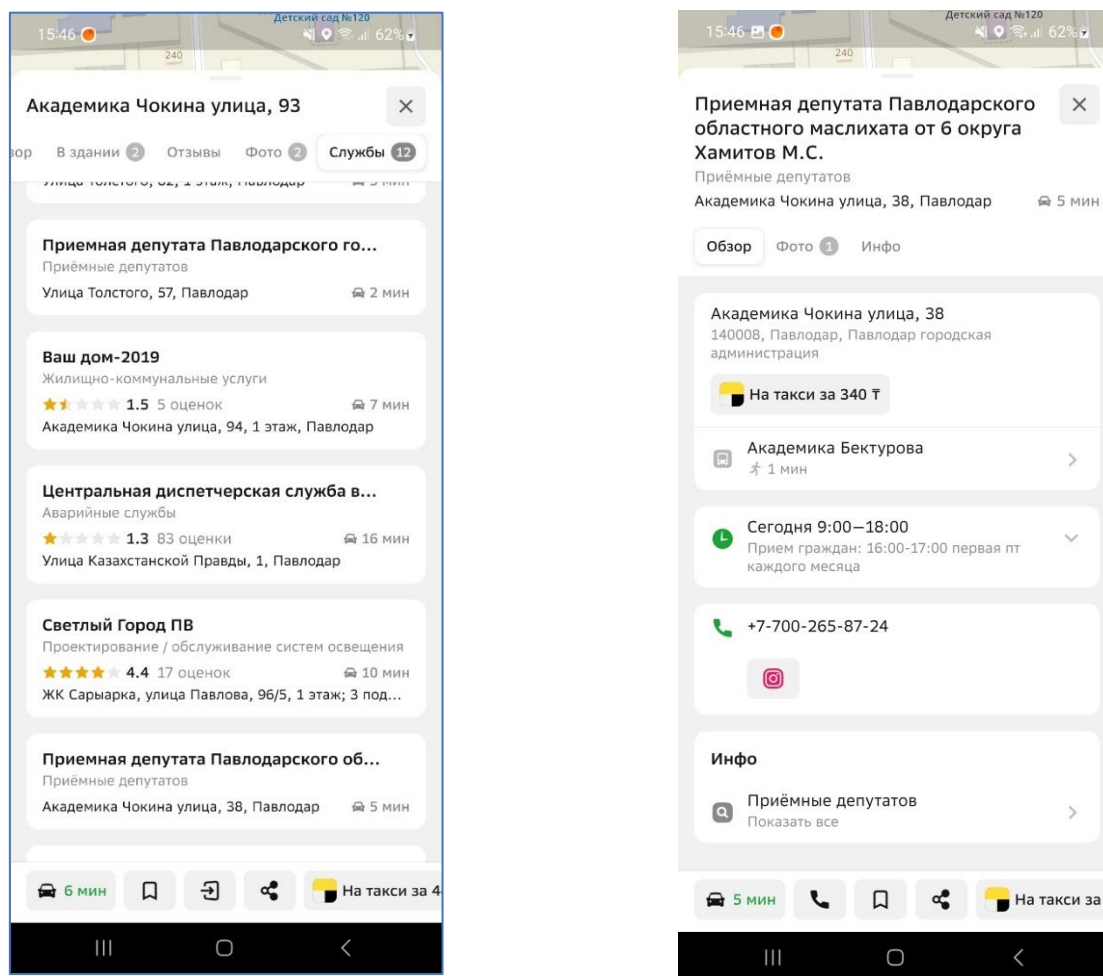 Детский сад №120
15:46
62%
240
Академика Чокина улица, 93
зор В здании 2 Отзывы Фото 2 Службы 12
Улица Толстого, 82, 1 этаж, Павлодар
Приемная депутата Павлодарского го...
Приёмные депутатов
Улица Толстого, 57, Павлодар 2 мин
Ваш дом-2019
Жилищно-коммунальные услуги
1.5 5 оценок 7 мин
Академика Чокина улица, 94, 1 этаж, Павлодар
Центральная диспетчерская служба в...
Аварийные службы
1.3 83 оценки 16 мин
Улица Казахстанской Правды, 1, Павлодар
Светлый Город ПВ
Проектирование / обслуживание систем освещения
4.4 17 оценок 10 мин
ЖК Сарыарка, улица Павлова, 96/5, 1 этаж; 3 под...
Приемная депутата Павлодарского об...
Приёмные депутатов
Академика Чокина улица, 38, Павлодар 5 мин
6 мин На такси за 4
Детский сад №120
15:46
62%
240
Приемная депутата Павлодарского
областного маслихата от 6 округа
Хамитов М.С.
Приёмные депутатов
Академика Чокина улица, 38, Павлодар 5 мин
Обзор Фото 1 Инфо
Академика Чокина улица, 38
140008, Павлодар, Павлодар городская
администрация
На такси за 340 ₸
Академика Бектурова
1 мин
Сегодня 9:00—18:00
Прием граждан: 16:00-17:00 первая пт
каждого месяца
+7-700-265-87-24
Инфо
Приёмные депутатов
Показать все
5 мин На такси за